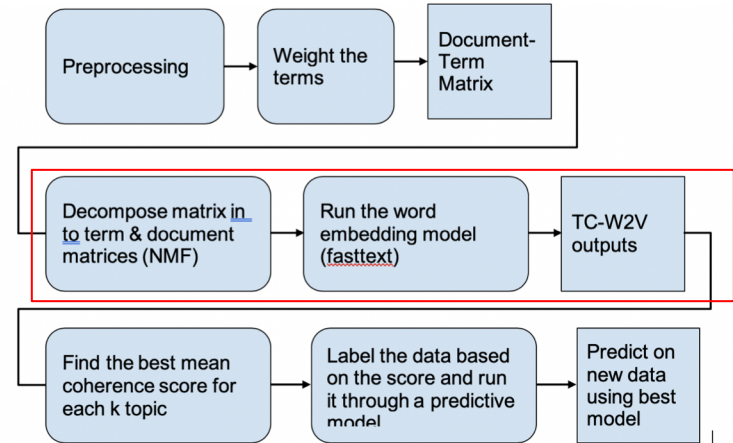 Preprocessing
Weight the
terms
Document-
Term
Matrix
Decompose matrix in
to term & document
matrices (NMF)
Run the word
embedding model
(fasttext)
TC-W2V
outputs
Find the best mean
coherence score for
each k topic
Label the data based
on the score and run
it through a predictive
model
Predict on
new data
using best
model